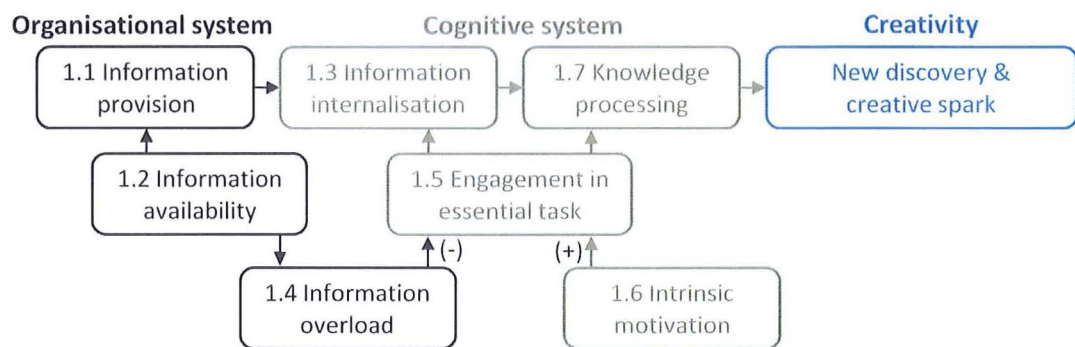 Organisational system
Cognitive system
Creativity
1.1 Information
provision
1.3 Information
internalisation
1.7 Knowledge
processing
New discovery &
creative spark
1.2 Information
availability
1.5 Engagement in
essential task
(-)
(+)
1.4 Information
overload
1.6 Intrinsic
motivation